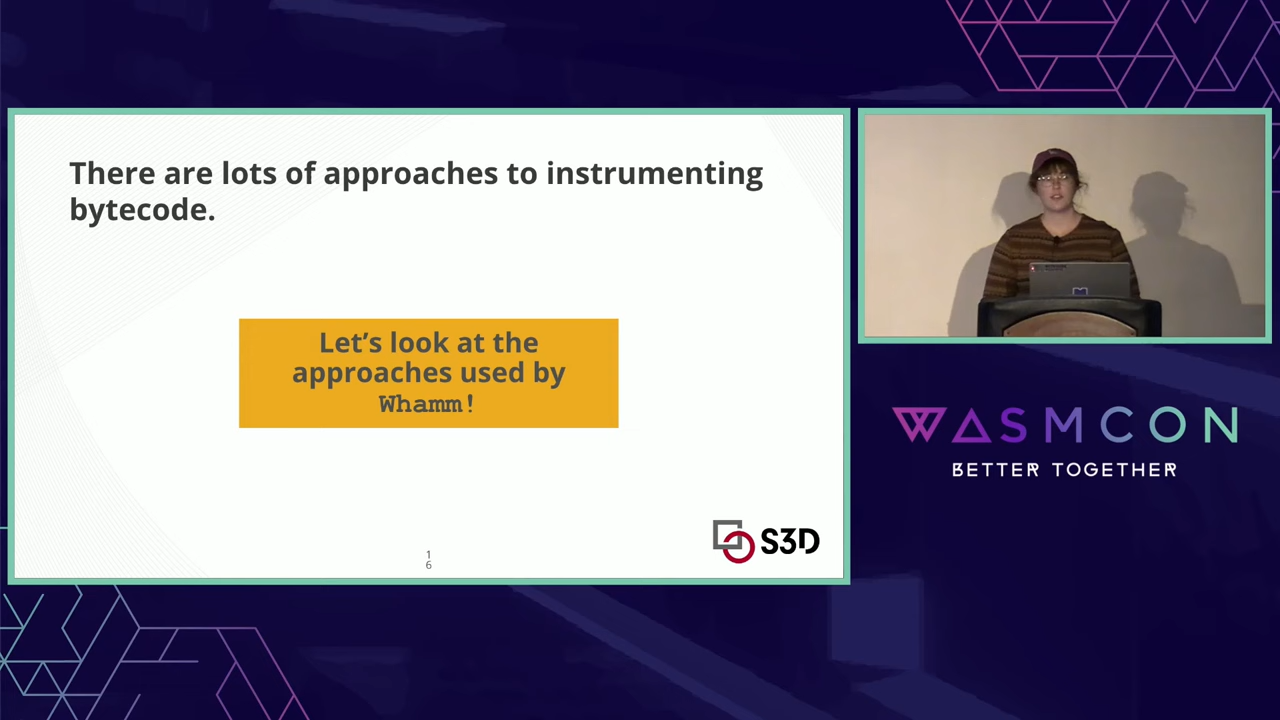 There are lots of approaches to instrumenting
bytecode.
Let's look at the
approaches used by
Whamm!
1
6
S3D
WASMCON
BETTER TOGETHER